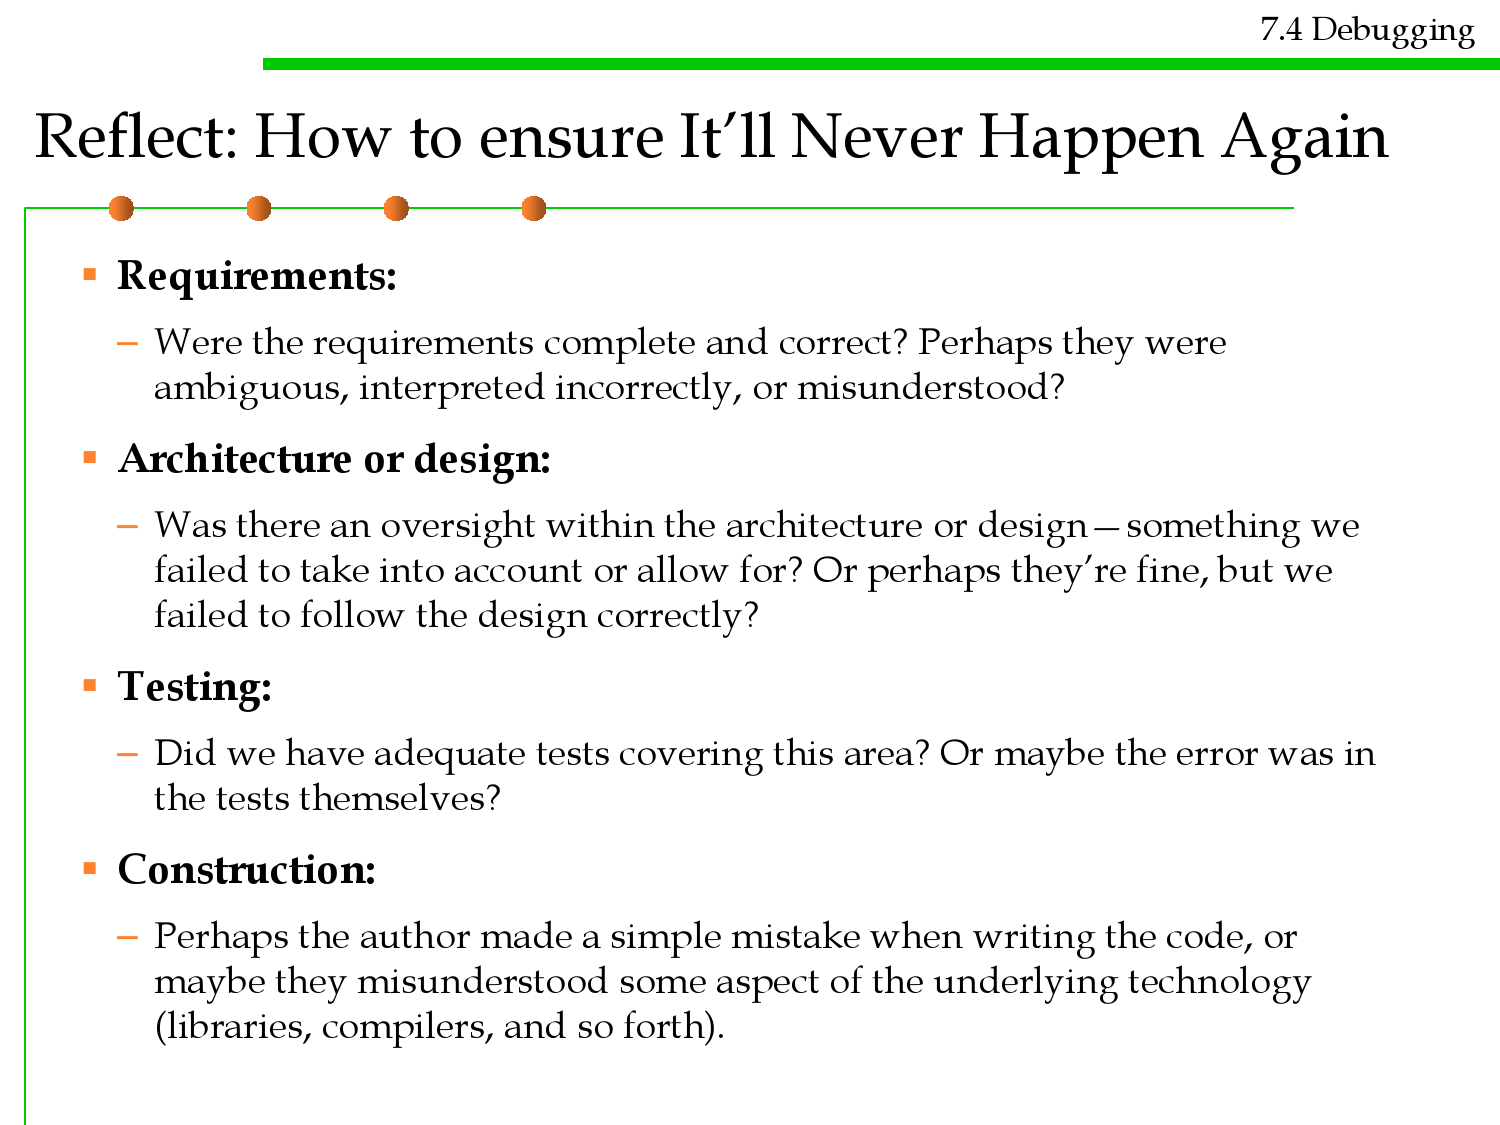 7.4 Debugging
Reflect: How to ensure It’ll Never Happen Again
▪ Requirements:
– Were the requirements complete and correct? Perhaps they were
ambiguous, interpreted incorrectly, or misunderstood?
▪ Architecture or design:
– Was there an oversight within the architecture or design—something we
failed to take into account or allow for? Or perhaps they’re fine, but we
failed to follow the design correctly?
▪ Testing:
– Did we have adequate tests covering this area? Or maybe the error was in
the tests themselves?
▪ Construction:
– Perhaps the author made a simple mistake when writing the code, or
maybe they misunderstood some aspect of the underlying technology
(libraries, compilers, and so forth).